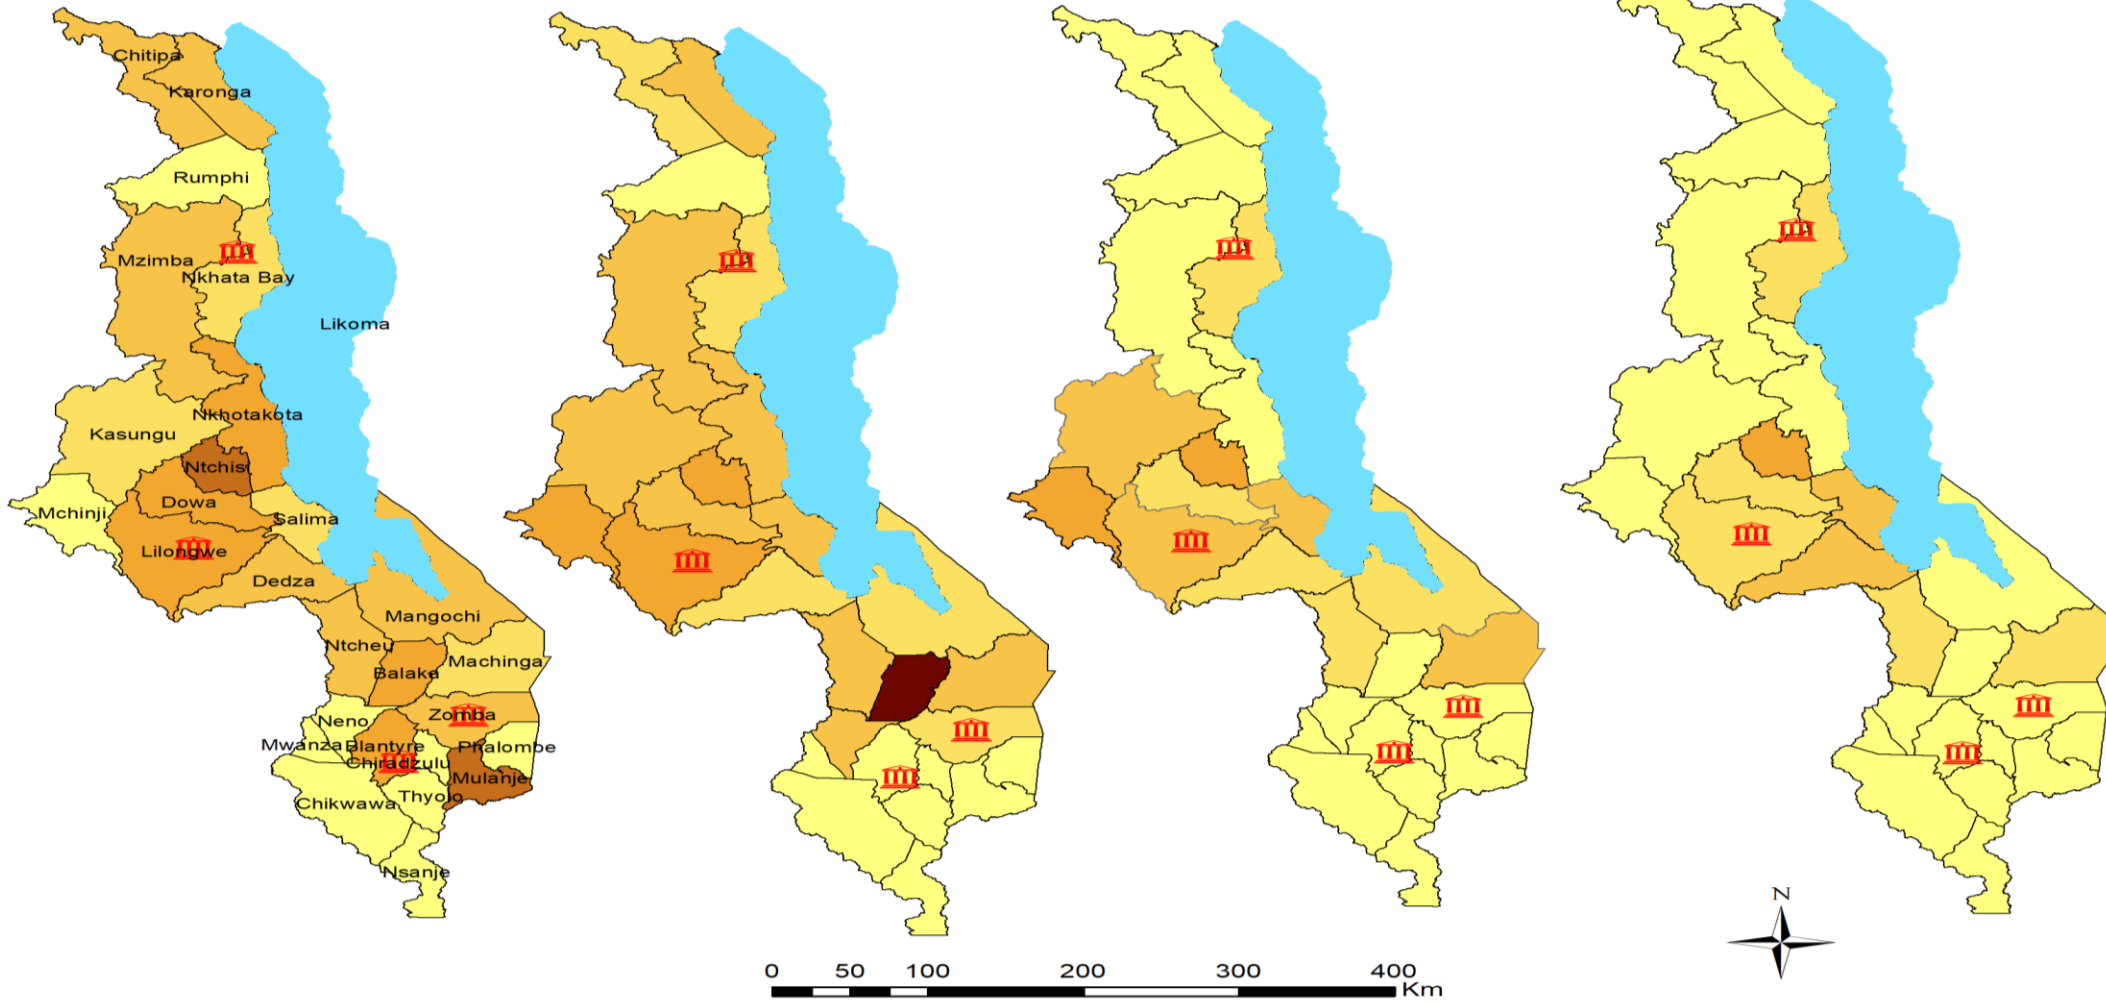 Chitipa
Karonga
Rumphi
Mzimba
Nkhata Bay
Likoma
Nkhotakota
Kasungu
Ntchis
Dowa
Mchinji
Salima
Lilongwe
Dedza
Mangochi
Ntcheu
Machinga
Balaka
Zomba
Neno
Mwanza
Blantyre
Phalombe
Chiradzulu
Mulanje
Thyolo
Chikwawa
Nsanje
N
0 50 100 200 300 400
Km